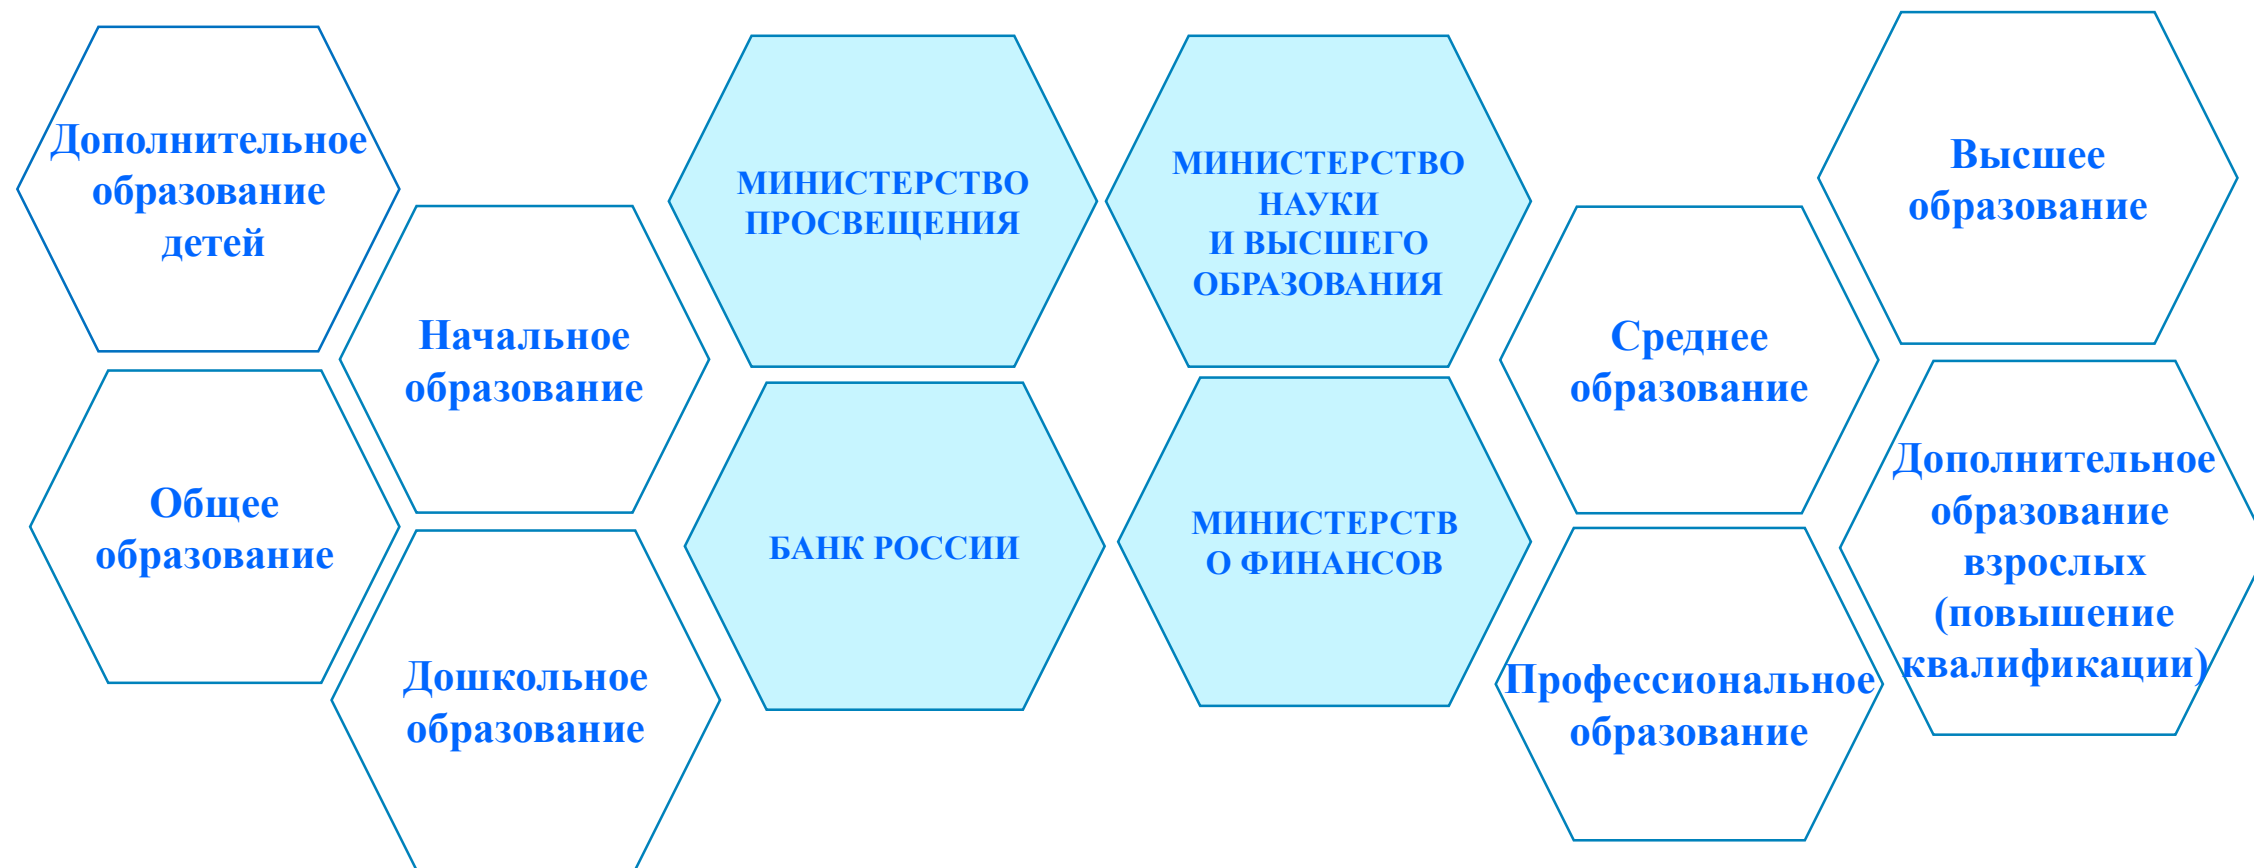 Дополнительное
образование
детей
Начальное
образование
Общее
образование
Дошкольное
образование
МИНИСТЕРСТВО
ПРОСВЕЩЕНИЯ
МИНИСТЕРСТВО
НАУКИ
И ВЫСШЕГО
ОБРАЗОВАНИЯ
БАНК РОССИИ
МИНИСТЕРСТВ
О ФИНАНСОВ
Среднее
образование
Профессиональное
образование
Высшее
образование
Дополнительное
образование
взрослых
(повышение
квалификации)